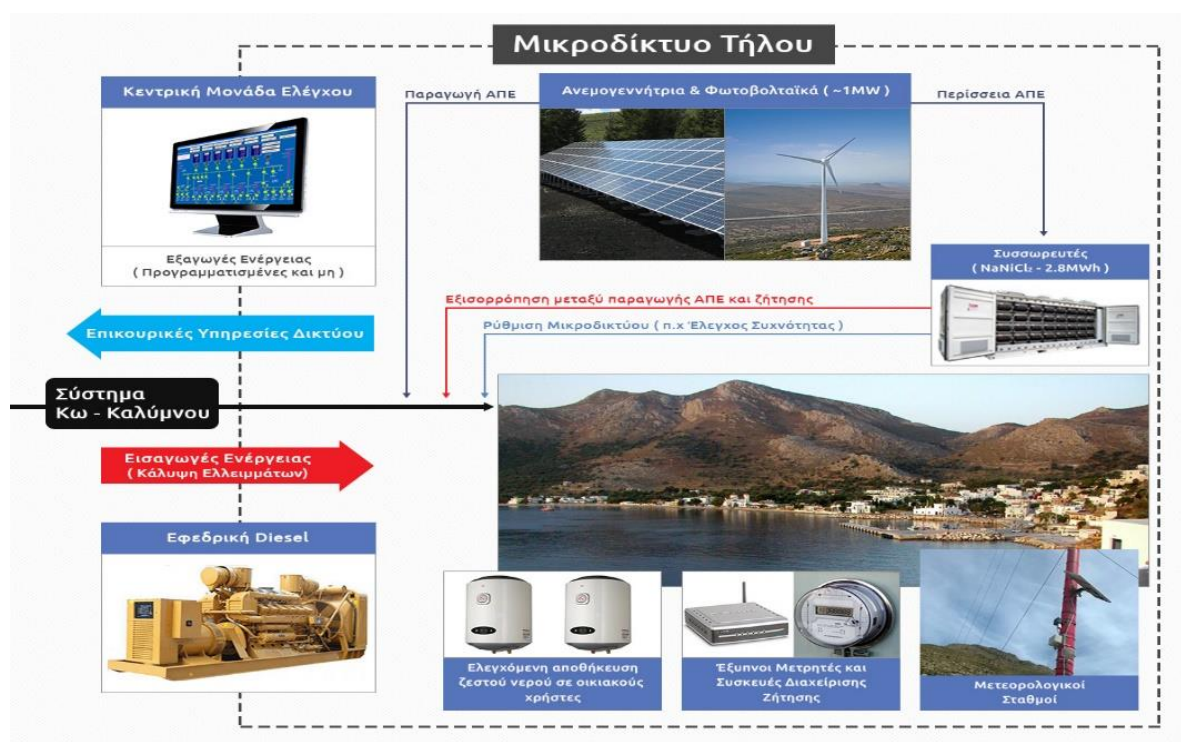 Μικροδίκτυο Τήλου
Κεντρική Μονάδα Ελέγχου
Παραγωγή ΑΠΕ
Ανεμογεννήτρια & Φωτοβολταϊκά ( ~1MW )
Περίσσεια ΑΠΕ
Εξαγωγές Ενέργειας
( Προγραμματισμένες και μη )
Συσσωρευτές
( NaNiCl₂ - 2.8MWh )
Εξισορρόπηση μεταξύ παραγωγής ΑΠΕ και ζήτησης
Επικουρικές Υπηρεσίες Δικτύου
Ρύθμιση Μικροδικτύου ( π.χ Έλεγχος Συχνότητας )
Σύστημα
Κω - Καλύμνου
Εισαγωγές Ενέργειας
( Κάλυψη Ελλειμμάτων)
Εφεδρική Diesel
Ελεγχόμενη αποθήκευση
ζεστού νερού σε οικιακούς
χρήστες
Έξυπνοι Μετρητές και
Συσκευές Διαχείρισης
Ζήτησης
Μετεορολογικοί
Σταθμοί